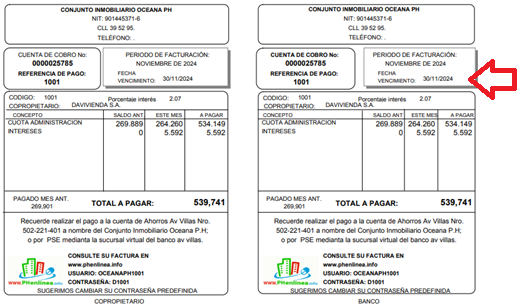 CONJUNTO INMOBILIARIO OCEANA PH
NIT: 901445371-6
CLL 39 52 95.
TELÉFONO: .
CUENTA DE COBRO No:
0000025785
REFERENCIA DE PAGO:
1001
PERIODO DE FACTURACIÓN:
NOVIEMBRE DE 2024
FECHA
VENCIMIENTO: 30/11/2024
CODIGO: 1001 Porcentaje interés 2.07
COPROPIETARIO: DAVIVIENDA S.A.
CONCEPTO SALDO ANT ESTE MES A PAGAR
CUOTA ADMINISTRACION 269.889 264.260 534.149
INTERESES 0 5.592 5.592
PAGADO MES ANT.
269,901
TOTAL A PAGAR: 539,741
Recuerde realizar el pago a la cuenta de Ahorros Av Villas Nro.
502-221-401 a nombre del Conjunto Inmobiliario Oceana P.H;
o por PSE mediante la sucursal virtual del banco av villas.
www.Phenlinea.com
CONSULTE SU FACTURA EN
www.phenlinea.com
USUARIO: OCEANAPH1001
CONTRASEÑA: D1001
SUGERIMOS CAMBIAR SU CONTRASEÑA PREDEFINIDA
COPROPIETARIO
CONJUNTO INMOBILIARIO OCEANA PH
NIT: 901445371-6
CLL 39 52 95.
TELÉFONO: .
CUENTA DE COBRO No:
0000025785
REFERENCIA DE PAGO:
1001
PERIODO DE FACTURACIÓN:
NOVIEMBRE DE 2024
FECHA
VENCIMIENTO: 30/11/2024
CODIGO: 1001 Porcentaje interés 2.07
COPROPIETARIO: DAVIVIENDA S.A.
CONCEPTO SALDO ANT ESTE MES A PAGAR
CUOTA ADMINISTRACION 269.889 264.260 534.149
INTERESES 0 5.592 5.592
PAGADO MES ANT.
269,901
TOTAL A PAGAR: 539,741
Recuerde realizar el pago a la cuenta de Ahorros Av Villas Nro.
502-221-401 a nombre del Conjunto Inmobiliario Oceana P.H;
o por PSE mediante la sucursal virtual del banco av villas.
www.Phenlinea.com
CONSULTE SU FACTURA EN
www.phenlinea.com
USUARIO: OCEANAPH1001
CONTRASEÑA: D1001
SUGERIMOS CAMBIAR SU CONTRASEÑA PREDEFINIDA
BANCO